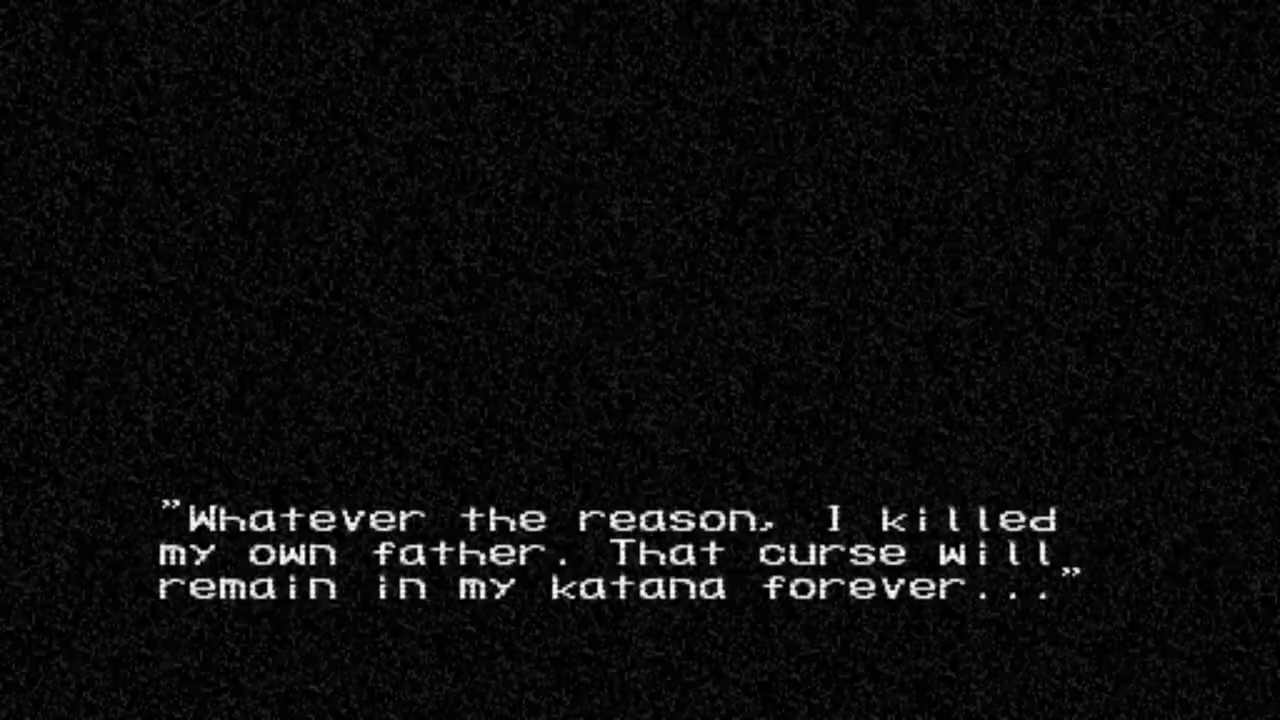 ”Whatever the reason, I killed
my own father. That curse will
remain in my katana forever...”